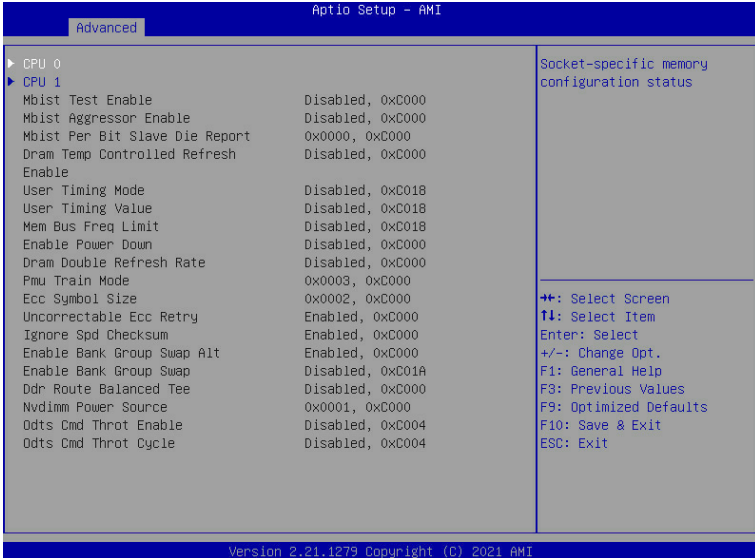 Aptio Setup – AMI
Advanced
▶ CPU 0
▶ CPU 1
Mbist Test Enable Disabled, 0xC000
Mbist Aggressor Enable Disabled, 0xC000
Mbist Per Bit Slave Die Report 0x0000, 0xC000
Dram Temp Controlled Refresh Disabled, 0xC000
Enable
User Timing Mode Disabled, 0xC018
User Timing Value Disabled, 0xC018
Mem Bus Freq Limit Disabled, 0xC018
Enable Power Down Disabled, 0xC000
Dram Double Refresh Rate Disabled, 0xC000
Pmu Train Mode 0x0003, 0xC000
Ecc Symbol Size 0x0002, 0xC000
Uncorrectable Ecc Retry Enabled, 0xC000
Ignore Spd Checksum Enabled, 0xC000
Enable Bank Group Swap Alt Enabled, 0xC000
Enable Bank Group Swap Disabled, 0xC01A
Ddr Route Balanced Tee Disabled, 0xC000
Nvdimm Power Source 0x0001, 0xC000
Odts Cmd Throt Enable Disabled, 0xC004
Odts Cmd Throt Cycle Disabled, 0xC004
Socket-specific memory
configuration status
→←: Select Screen
↑↓: Select Item
Enter: Select
+/-: Change Opt.
F1: General Help
F3: Previous Values
F9: Optimized Defaults
F10: Save & Exit
ESC: Exit
Version 2.21.1279 Copyright (C) 2021 AMI